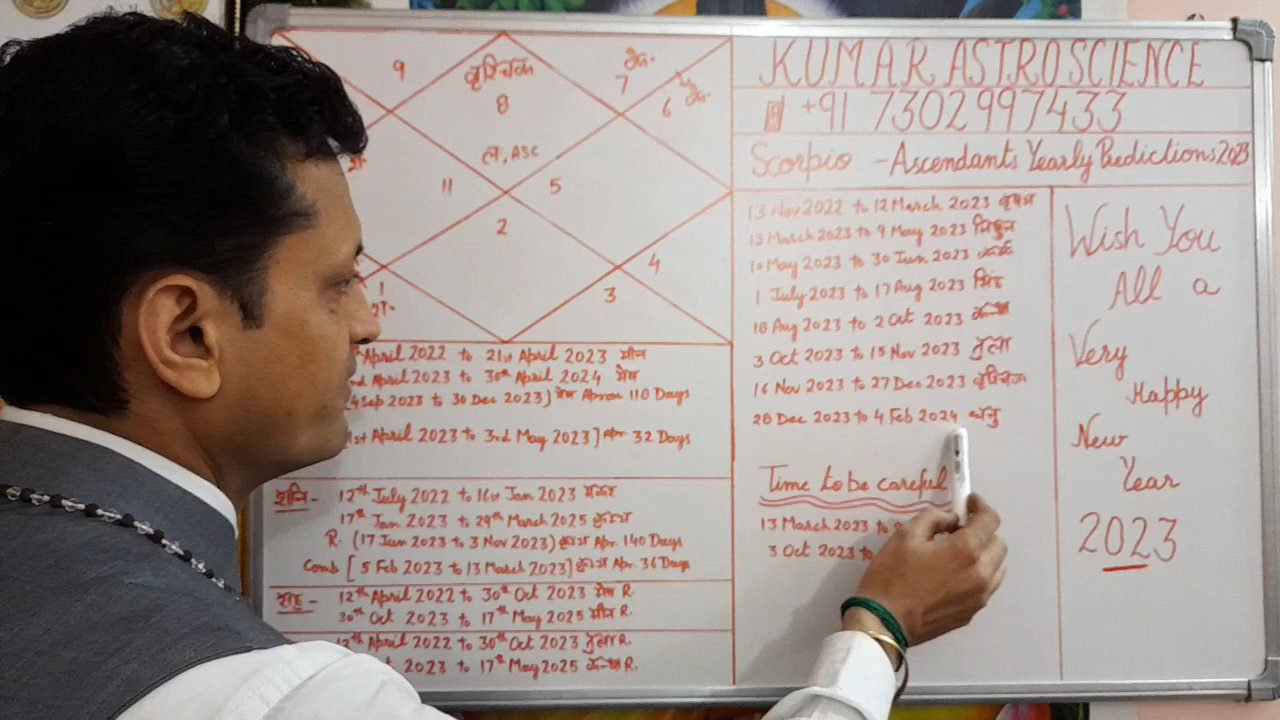 KUMAR ASTROSCIENCE
+91 7302997433
Scorpio - Ascendants Yearly Predictions 2023
9
वृश्चिक
8
के.
7
6
ल., ASC
11
5
2
4
1
3
April 2022 to 21st April 2023 मीन
April 2023 to 30th April 2024 मेष
Sep 2023 to 30 Dec 2023) मेष Aprox 118 Days
April 2023 to 3rd May 2023] Apr. 32 Days
शनि - 12th July 2022 to 16th Jan 2023 मकर
17th Jan 2023 to 29th March 2025 कुम्भ
R. (17 Jun 2023 to 3 Nov 2023) कुम्भ Apr. 140 Days
Comb [5 Feb 2023 to 13 March 2023] कुम्भ Apr. 36 Days
राहु - 12th April 2022 to 30th Oct 2023 मेष R.
30th Oct 2023 to 17th May 2025 मीन R.
12th April 2022 to 30th Oct 2023 तुला R.
2023 to 17th May 2025 कन्या R.
13 Nov 2022 to 12 March 2023 वृषभ
13 March 2023 to 9 May 2023 मिथुन
10 May 2023 to 30 Jun 2023 कर्क
1 July 2023 to 17 Aug 2023 सिंह
18 Aug 2023 to 2 Oct 2023 कन्या
3 Oct 2023 to 15 Nov 2023 तुला
16 Nov 2023 to 27 Dec 2023 वृश्चिक
28 Dec 2023 to 4 Feb 2024 धनु
Time to be careful
13 March 2023 to
3 Oct 2023 to
Wish You
All a
Very
Happy
New
Year
2023